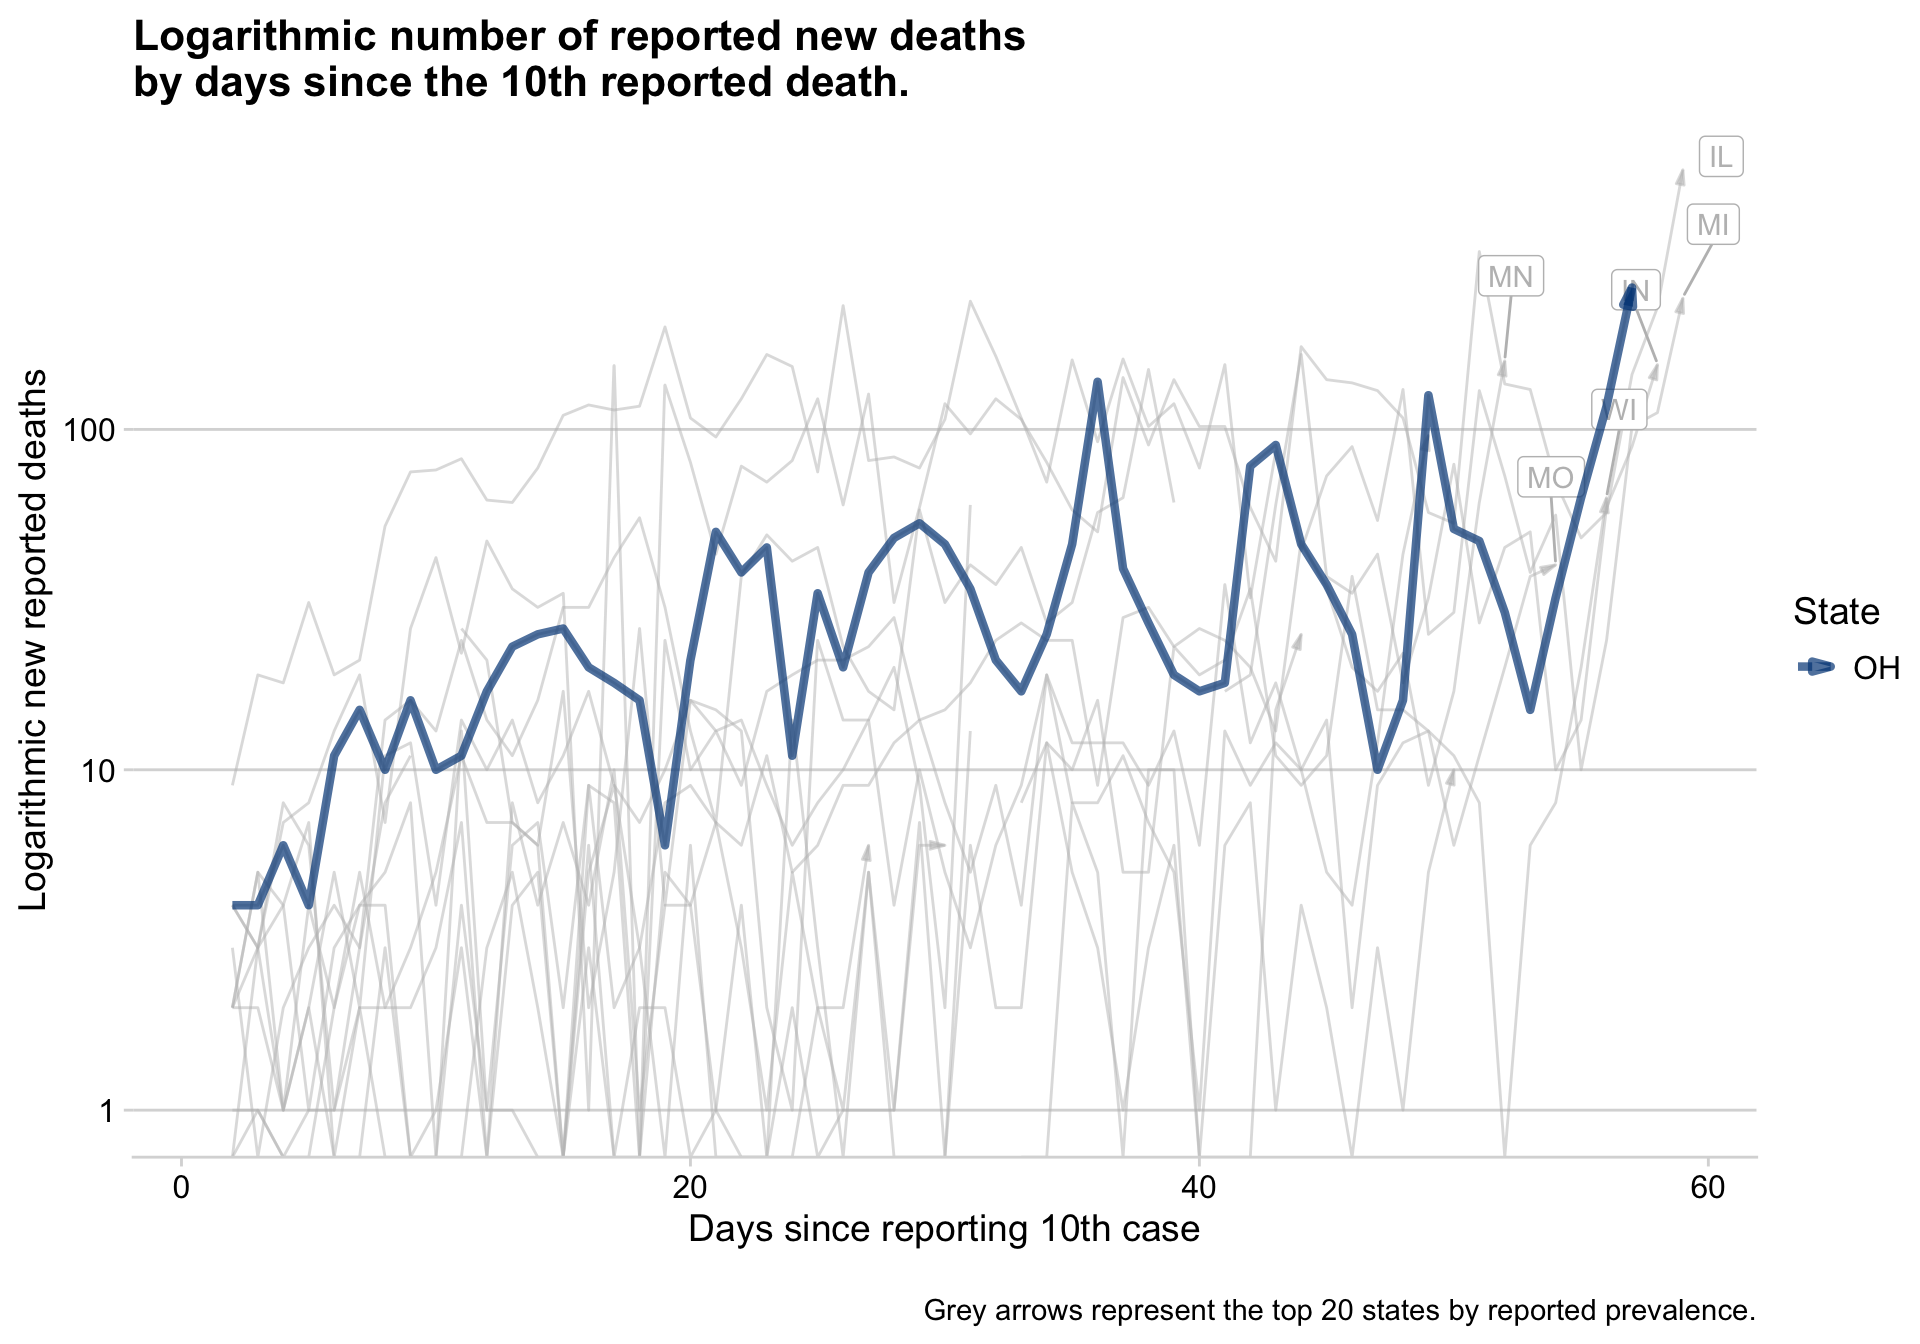 Logarithmic number of reported new deaths
by days since the 10th reported death.
IL
MI
MN
IN
WI
MO
Logarithmic new reported deaths
100
10
1
State
OH
0 20 40 60
Days since reporting 10th case
Grey arrows represent the top 20 states by reported prevalence.